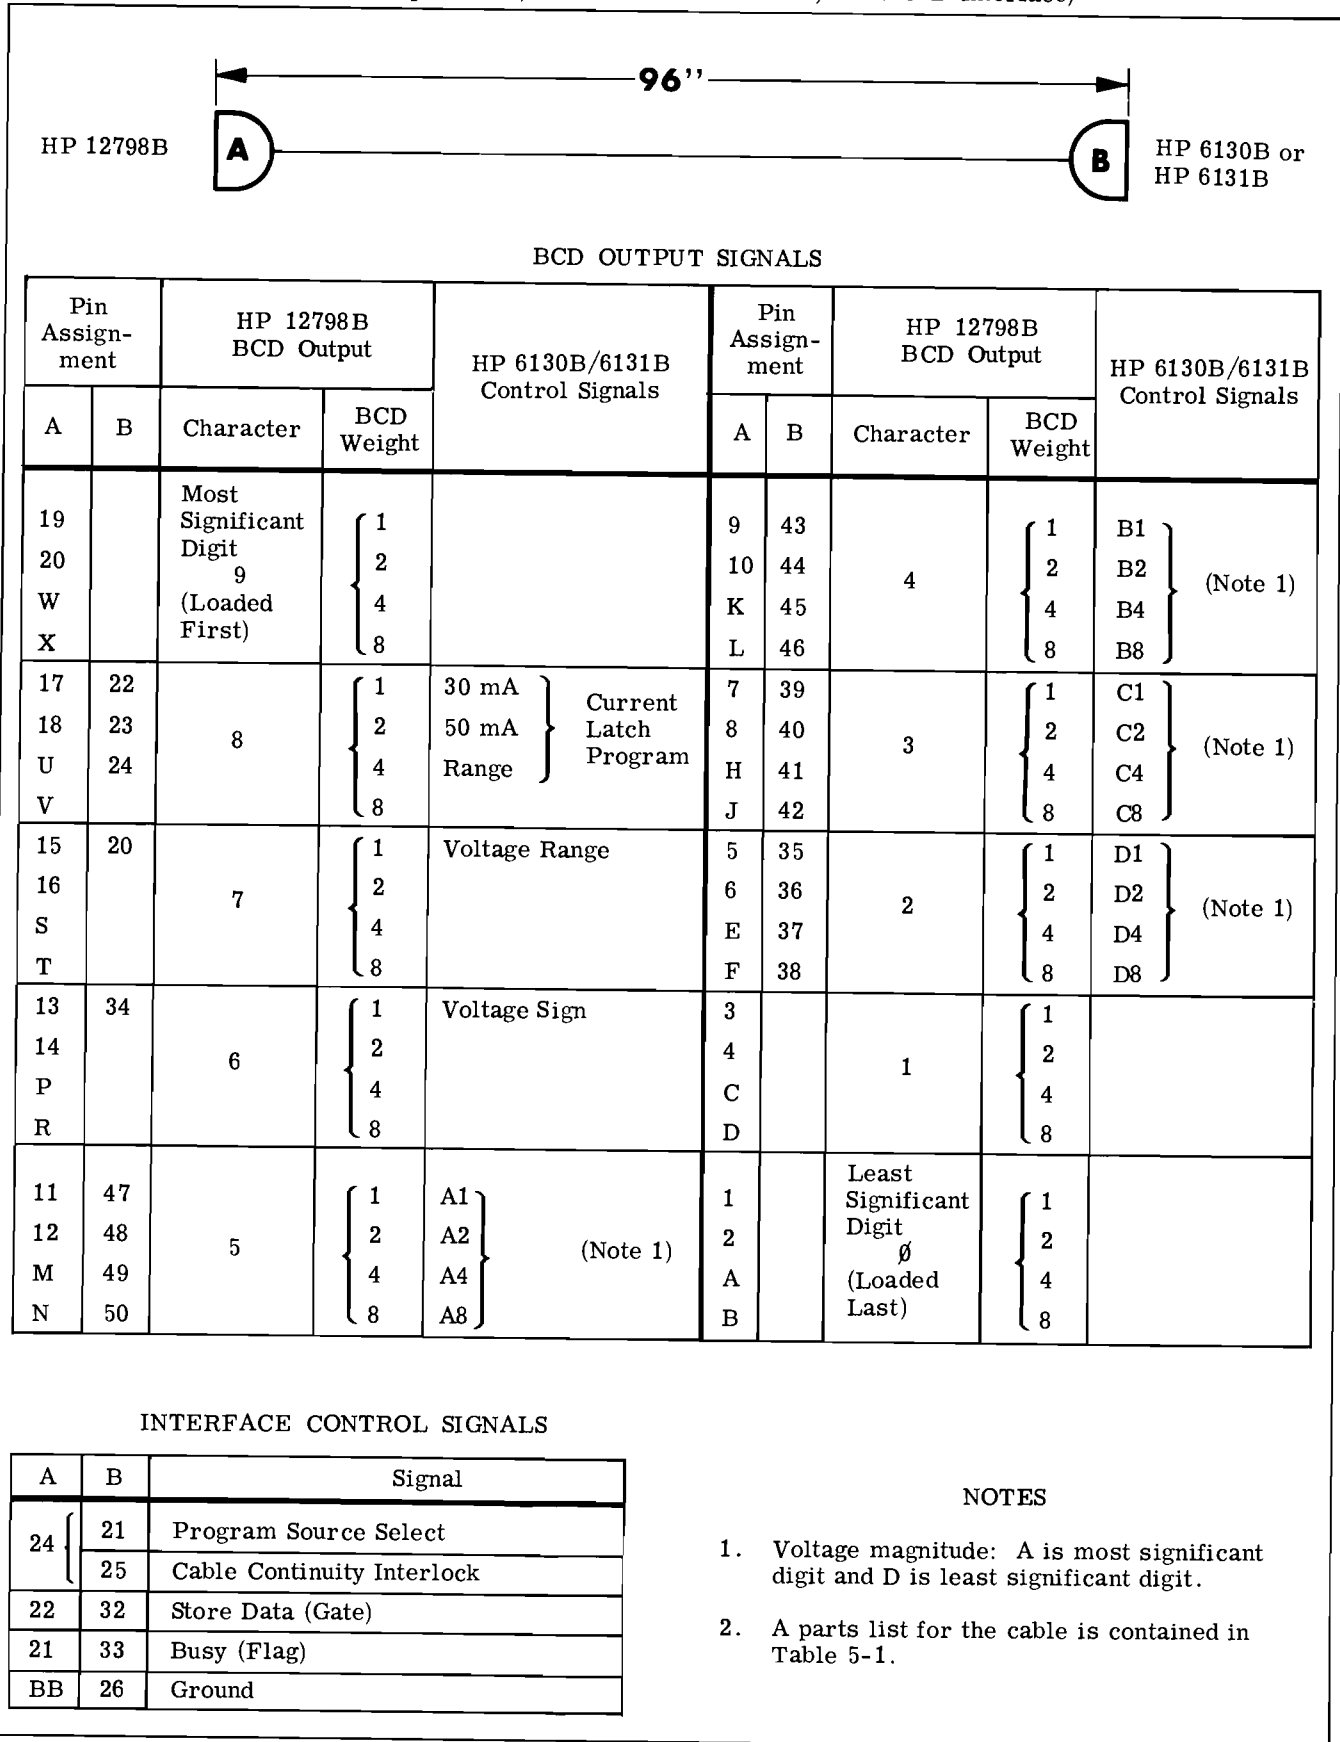 96''
HP 12798B
A
B
HP 6130B or
HP 6131B
BCD OUTPUT SIGNALS
Pin Assign-ment | HP 12798B BCD Output | HP 6130B/6131B Control Signals | Pin Assign-ment | HP 12798B BCD Output | HP 6130B/6131B Control Signals
A | B | Character | BCD Weight | A | B | Character | BCD Weight
Most Significant Digit 9 (Loaded First)
19 | 1 | 9 | 43 | 1 | B1
20 | 2 | 10 | 44 | 4 | 2 | B2 | (Note 1)
W | 4 | K | 45 | 4 | B4
X | 8 | L | 46 | 8 | B8
17 | 22 | 1 | 30 mA | Current Latch Program | 7 | 39 | 1 | C1
18 | 23 | 8 | 2 | 50 mA | 8 | 40 | 3 | 2 | C2 | (Note 1)
U | 24 | 4 | Range | H | 41 | 4 | C4
V | 8 | J | 42 | 8 | C8
15 | 20 | 1 | Voltage Range | 5 | 35 | 1 | D1
16 | 7 | 2 | 6 | 36 | 2 | 2 | D2 | (Note 1)
S | 4 | E | 37 | 4 | D4
T | 8 | F | 38 | 8 | D8
13 | 34 | 1 | Voltage Sign | 3 | 1
14 | 6 | 2 | 4 | 1 | 2
P | 4 | C | 4
R | 8 | D | 8
Least Significant Digit Ø (Loaded Last)
11 | 47 | 1 | A1 | 1 | 1
12 | 48 | 5 | 2 | A2 | (Note 1) | 2 | 2
M | 49 | 4 | A4 | A | 4
N | 50 | 8 | A8 | B | 8
INTERFACE CONTROL SIGNALS
A | B | Signal
24 | 21 | Program Source Select
25 | Cable Continuity Interlock
22 | 32 | Store Data (Gate)
21 | 33 | Busy (Flag)
BB | 26 | Ground
NOTES
1. Voltage magnitude: A is most significant
digit and D is least significant digit.
2. A parts list for the cable is contained in
Table 5-1.